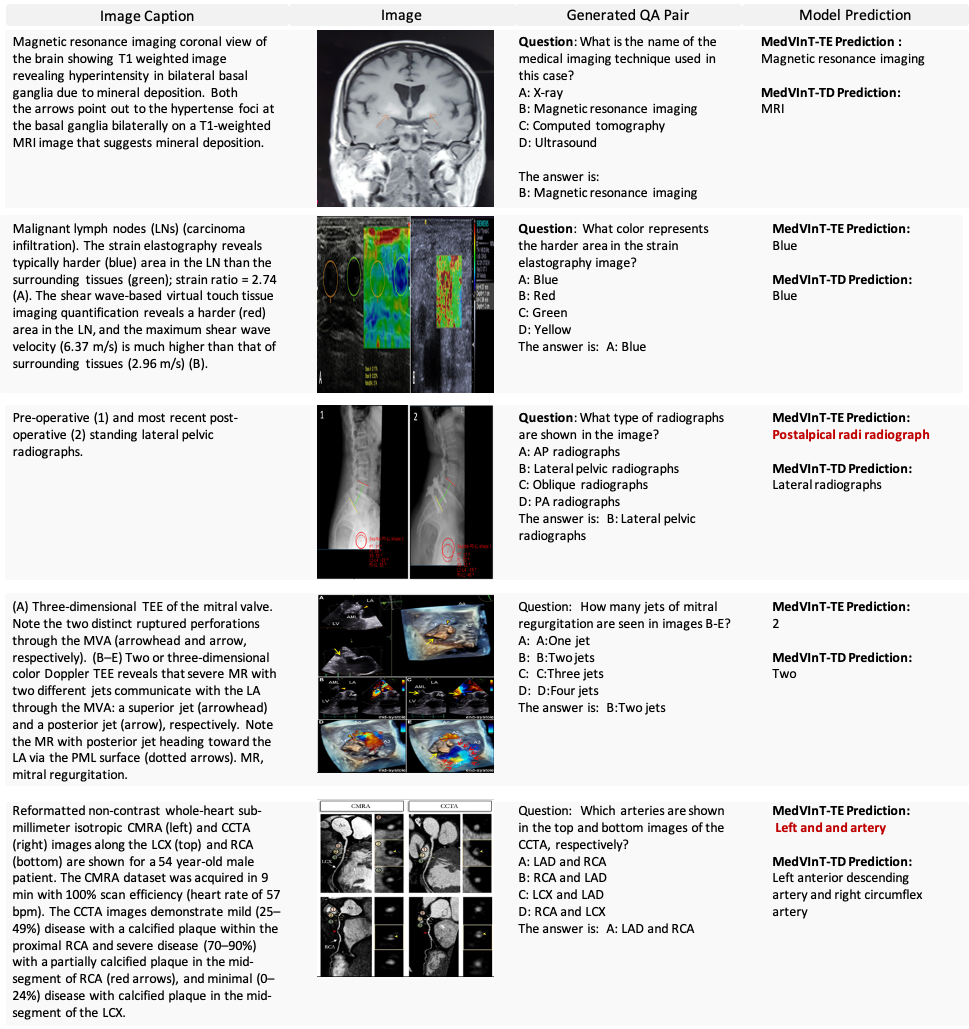 Image Caption
Image
Generated QA Pair
Model Prediction
Magnetic resonance imaging coronal view of
the brain showing T1 weighted image
revealing hyperintensity in bilateral basal
ganglia due to mineral deposition. Both
the arrows point out to the hypertense foci at
the basal ganglia bilaterally on a T1-weighted
MRI image that suggests mineral deposition.
Question: What is the name of the
medical imaging technique used in
this case?
A: X-ray
B: Magnetic resonance imaging
C: Computed tomography
D: Ultrasound
The answer is:
B: Magnetic resonance imaging
MedVInT-TE Prediction :
Magnetic resonance imaging
MedVInT-TD Prediction:
MRI
Malignant lymph nodes (LNs) (carcinoma
infiltration). The strain elastography reveals
typically harder (blue) area in the LN than the
surrounding tissues (green); strain ratio = 2.74
(A). The shear wave-based virtual touch tissue
imaging quantification reveals a harder (red)
area in the LN, and the maximum shear wave
velocity (6.37 m/s) is much higher than that of
surrounding tissues (2.96 m/s) (B).
A
B
Question: What color represents
the harder area in the strain
elastography image?
A: Blue
B: Red
C: Green
D: Yellow
The answer is: A: Blue
MedVInT-TE Prediction:
Blue
MedVInT-TD Prediction:
Blue
Pre-operative (1) and most recent post-
operative (2) standing lateral pelvic
radiographs.
1
2
Question: What type of radiographs
are shown in the image?
A: AP radiographs
B: Lateral pelvic radiographs
C: Oblique radiographs
D: PA radiographs
The answer is: B: Lateral pelvic
radiographs
MedVInT-TE Prediction:
Postalpical radi radiograph
MedVInT-TD Prediction:
Lateral radiographs
(A) Three-dimensional TEE of the mitral valve.
Note the two distinct ruptured perforations
through the MVA (arrowhead and arrow,
respectively). (B–E) Two or three-dimensional
color Doppler TEE reveals that severe MR with
two different jets communicate with the LA
through the MVA: a superior jet (arrowhead)
and a posterior jet (arrow), respectively. Note
the MR with posterior jet heading toward the
LA via the PML surface (dotted arrows). MR,
mitral regurgitation.
A
LA
AML
LV
B
AML LA
LV
D
E
Question: How many jets of mitral
regurgitation are seen in images B-E?
A: A:One jet
B: B:Two jets
C: C:Three jets
D: D:Four jets
The answer is: B:Two jets
MedVInT-TE Prediction:
2
MedVInT-TD Prediction:
Two
Reformatted non-contrast whole-heart sub-
millimeter isotropic CMRA (left) and CCTA
(right) images along the LCX (top) and RCA
(bottom) are shown for a 54 year-old male
patient. The CMRA dataset was acquired in 9
min with 100% scan efficiency (heart rate of 57
bpm). The CCTA images demonstrate mild (25–
49%) disease with a calcified plaque within the
proximal RCA and severe disease (70–90%)
with a partially calcified plaque in the mid-
segment of RCA (red arrows), and minimal (0–
24%) disease with calcified plaque in the mid-
segment of the LCX.
CMRA
CCTA
Ao
LCX
RCA
Question: Which arteries are shown
in the top and bottom images of the
CCTA, respectively?
A: LAD and RCA
B: RCA and LAD
C: LCX and LAD
D: RCA and LCX
The answer is: A: LAD and RCA
MedVInT-TE Prediction:
Left and and artery
MedVInT-TD Prediction:
Left anterior descending
artery and right circumflex
artery